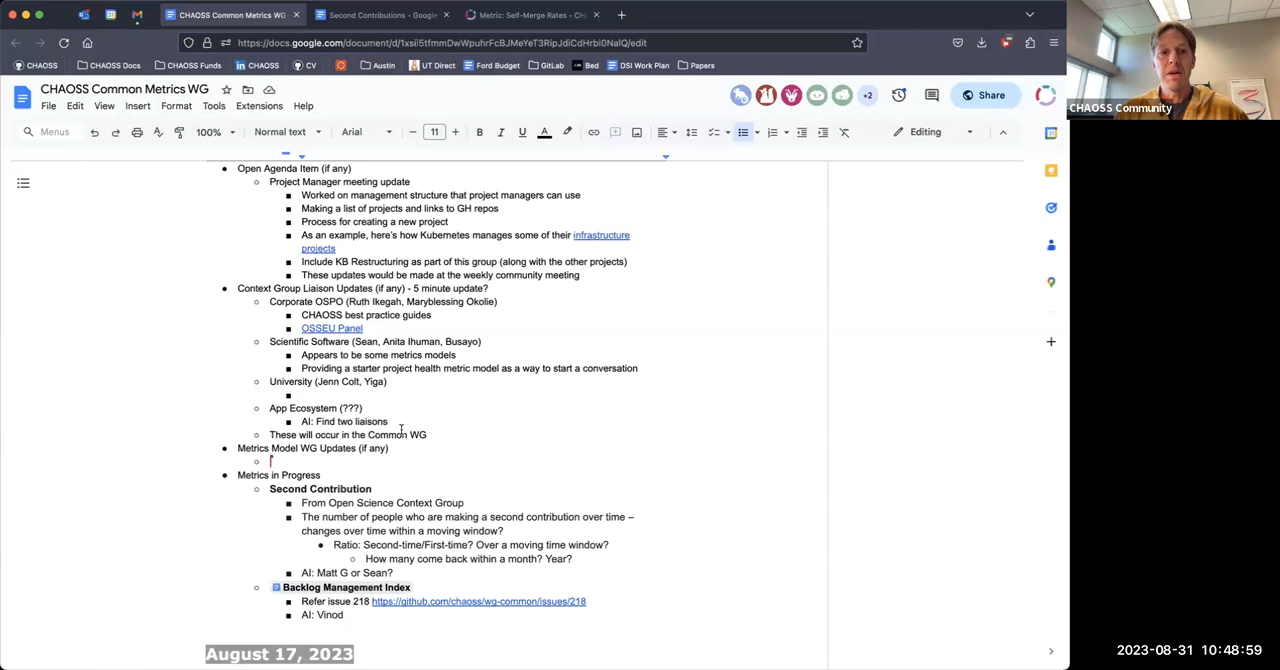 CHAOSS Common Metrics WG
Second Contributions - Google
Metric: Self-Merge Rates - CH
https://docs.google.com/document/d/1xsil5tfmmDwWpuhrFcBJMeYeT3RipJdiCdHrbi0NalQ/edit
CHAOSS
CHAOSS Docs
CHAOSS Funds
CHAOSS
CV
Austin
UT Direct
Ford Budget
GitLab
Bed
DSI Work Plan
Papers
CHAOSS Common Metrics WG
File Edit View Insert Format Tools Extensions Help
+2
Share
Menus
100%
Normal text
Arial
11
Editing
Open Agenda Item (if any)
Project Manager meeting update
Worked on management structure that project managers can use
Making a list of projects and links to GH repos
Process for creating a new project
As an example, here's how Kubernetes manages some of their infrastructure
projects
Include KB Restructuring as part of this group (along with the other projects)
These updates would be made at the weekly community meeting
Context Group Liaison Updates (if any) - 5 minute update?
Corporate OSPO (Ruth Ikegah, Maryblessing Okolie)
CHAOSS best practice guides
OSSEU Panel
Scientific Software (Sean, Anita Ihuman, Busayo)
Appears to be some metrics models
Providing a starter project health metric model as a way to start a conversation
University (Jenn Colt, Yiga)
App Ecosystem (???)
AI: Find two liaisons
These will occur in the Common WG
Metrics Model WG Updates (if any)
Metrics in Progress
Second Contribution
From Open Science Context Group
The number of people who are making a second contribution over time –
changes over time within a moving window?
Ratio: Second-time/First-time? Over a moving time window?
How many come back within a month? Year?
AI: Matt G or Sean?
Backlog Management Index
Refer issue 218 https://github.com/chaoss/wg-common/issues/218
AI: Vinod
August 17, 2023
CHAOSS Community
2023-08-31 10:48:59